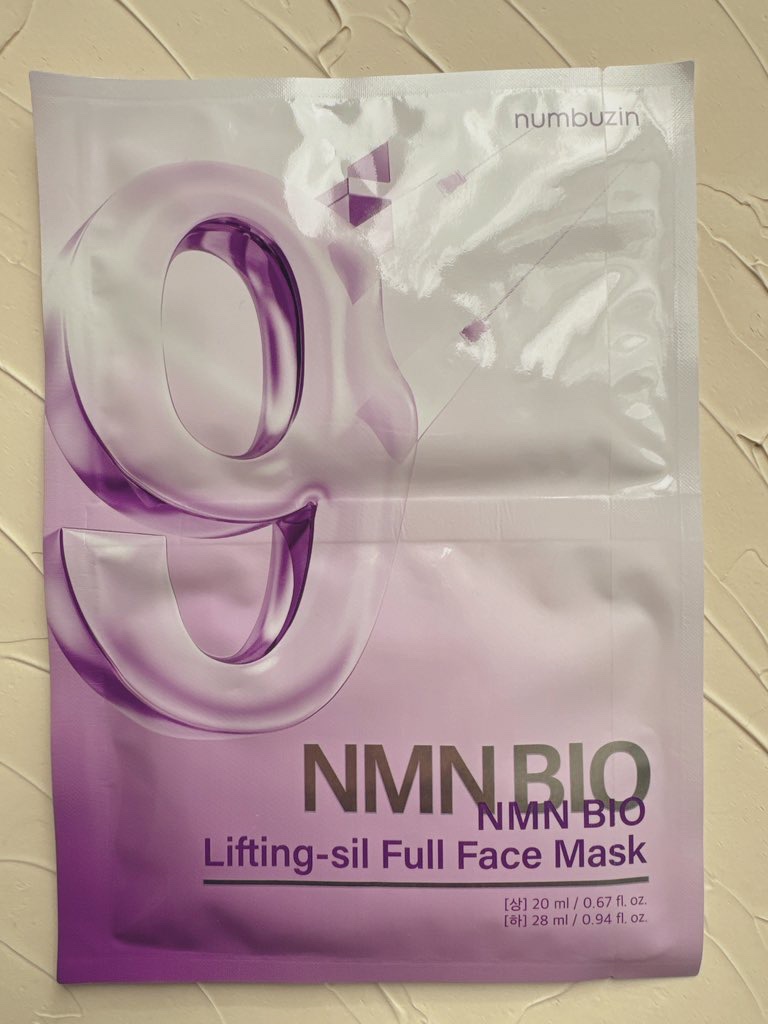 numbuzin
9
NMN BIO
NMN BIO
Lifting-sil Full Face Mask
[상] 20 ml / 0.67 fl. oz.
[하] 28 ml / 0.94 fl. oz.